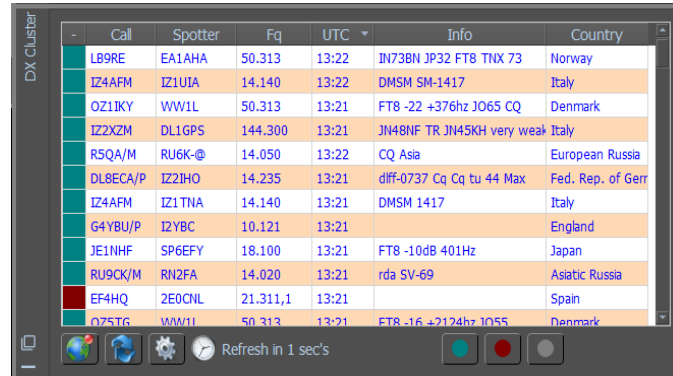 DX Cluster
- Call Spotter Fq UTC Info Country
LB9RE EA1AHA 50.313 13:22 IN73BN JP32 FT8 TNX 73 Norway
IZ4AFM IZ1UIA 14.140 13:22 DMSM SM-1417 Italy
OZ1IKY WW1L 50.313 13:21 FT8 -22 +376hz JO65 CQ Denmark
IZ2XZM DL1GPS 144.300 13:21 JN48NF TR JN45KH very weak Italy
R5QA/M RU6K-@ 14.050 13:22 CQ Asia European Russia
DL8ECA/P IZ2IHO 14.235 13:21 dlff-0737 Cq Cq tu 44 Max Fed. Rep. of Gerr
IZ4AFM IZ1TNA 14.140 13:21 DMSM 1417 Italy
G4YBU/P I2YBC 10.121 13:21 England
JE1NHF SP6EFY 18.100 13:21 FT8 -10dB 401Hz Japan
RU9CK/M RN2FA 14.020 13:21 rda SV-69 Asiatic Russia
EF4HQ 2E0CNL 21.311,1 13:21 Spain
OZ5TG WW1L 50.313 13:21 FT8 -16 +2124hz JO55 Denmark
Refresh in 1 sec's